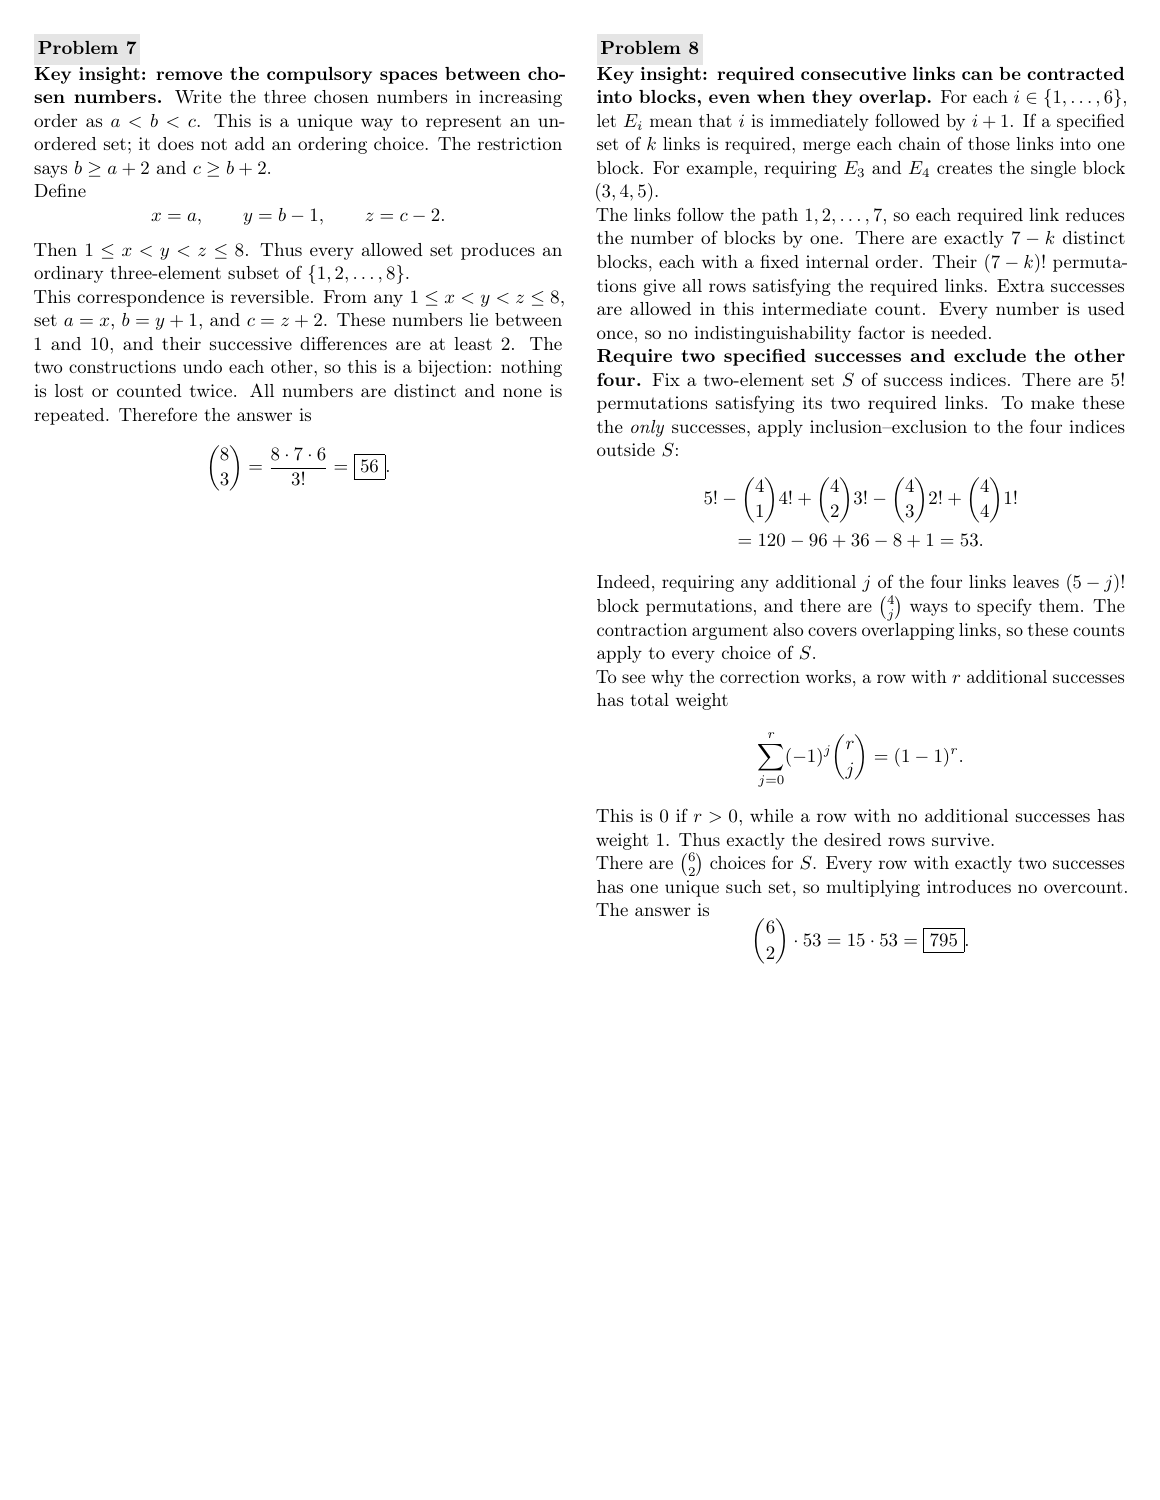 Problem 7
Key insight: remove the compulsory spaces between cho-
sen numbers. Write the three chosen numbers in increasing
order as a < b < c. This is a unique way to represent an un-
ordered set; it does not add an ordering choice. The restriction
says b ≥ a + 2 and c ≥ b + 2.
Define
x = a, y = b − 1, z = c − 2.
Then 1 ≤ x < y < z ≤ 8. Thus every allowed set produces an
ordinary three-element subset of {1, 2, . . . , 8}.
This correspondence is reversible. From any 1 ≤ x < y < z ≤ 8,
set a = x, b = y + 1, and c = z + 2. These numbers lie between
1 and 10, and their successive differences are at least 2. The
two constructions undo each other, so this is a bijection: nothing
is lost or counted twice. All numbers are distinct and none is
repeated. Therefore the answer is
\binom{8}{3} = \frac{8 · 7 · 6}{3!} = 56.
Problem 8
Key insight: required consecutive links can be contracted
into blocks, even when they overlap. For each i ∈ {1, . . . , 6},
let E_i mean that i is immediately followed by i + 1. If a specified
set of k links is required, merge each chain of those links into one
block. For example, requiring E_3 and E_4 creates the single block
(3, 4, 5).
The links follow the path 1, 2, . . . , 7, so each required link reduces
the number of blocks by one. There are exactly 7 − k distinct
blocks, each with a fixed internal order. Their (7 − k)! permuta-
tions give all rows satisfying the required links. Extra successes
are allowed in this intermediate count. Every number is used
once, so no indistinguishability factor is needed.
Require two specified successes and exclude the other
four. Fix a two-element set S of success indices. There are 5!
permutations satisfying its two required links. To make these
the only successes, apply inclusion–exclusion to the four indices
outside S:
5! − \binom{4}{1}4! + \binom{4}{2}3! − \binom{4}{3}2! + \binom{4}{4}1!
= 120 − 96 + 36 − 8 + 1 = 53.
Indeed, requiring any additional j of the four links leaves (5 − j)!
block permutations, and there are \binom{4}{j} ways to specify them. The
contraction argument also covers overlapping links, so these counts
apply to every choice of S.
To see why the correction works, a row with r additional successes
has total weight
\sum_{j=0}^{r} (−1)^j \binom{r}{j} = (1 − 1)^r.
This is 0 if r > 0, while a row with no additional successes has
weight 1. Thus exactly the desired rows survive.
There are \binom{6}{2} choices for S. Every row with exactly two successes
has one unique such set, so multiplying introduces no overcount.
The answer is
\binom{6}{2} · 53 = 15 · 53 = 795.